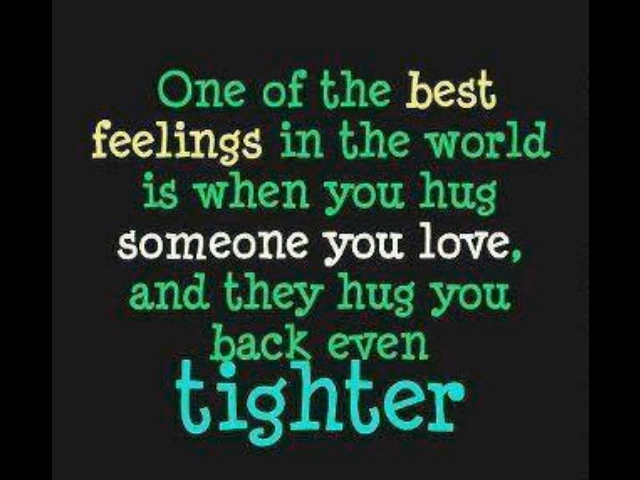 One of the best
feelings in the world
is when you hug
someone you love,
and they hug you
back even
tighter